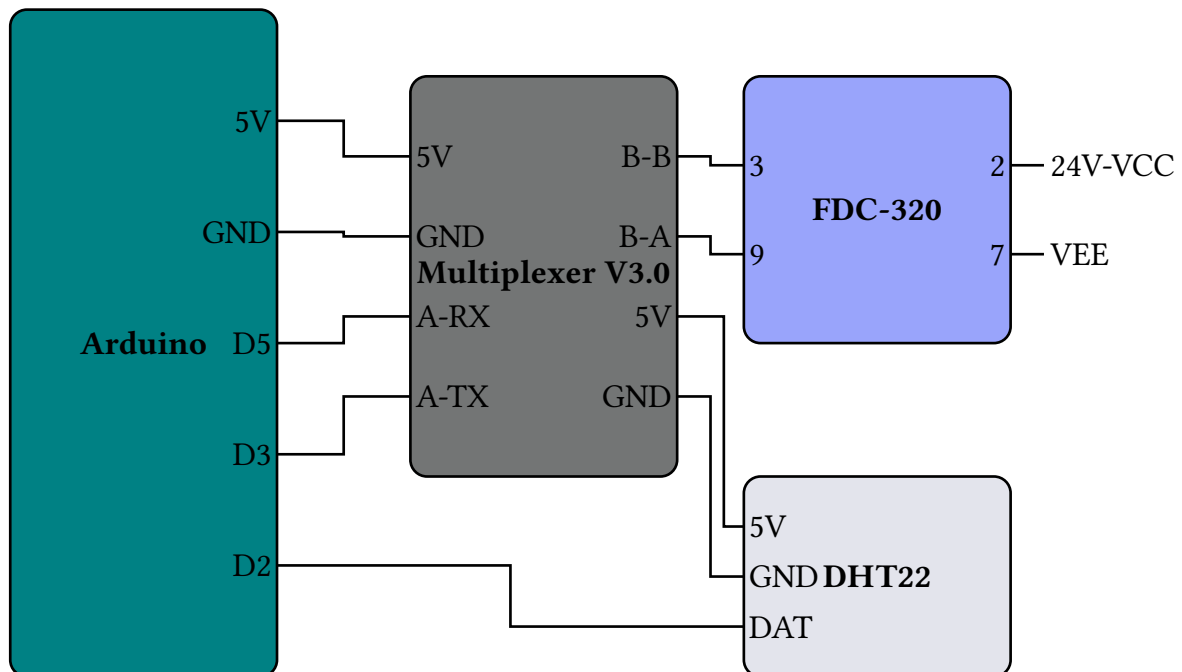 5V
GND
Arduino
D5
D3
D2
5V
GND
Multiplexer V3.0
A-RX
A-TX
B-B
B-A
5V
GND
3
9
FDC-320
2
7
24V-VCC
VEE
5V
GND
DHT22
DAT